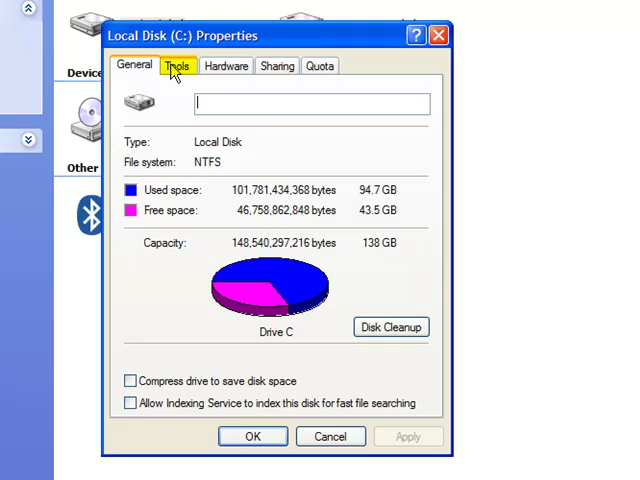 Local Disk (C:) Properties
General Tools Hardware Sharing Quota
Device
Type: Local Disk
File system: NTFS
Other
Used space: 101,781,434,368 bytes 94.7 GB
Free space: 46,758,862,848 bytes 43.5 GB
Capacity: 148,540,297,216 bytes 138 GB
Drive C
Disk Cleanup
Compress drive to save disk space
Allow Indexing Service to index this disk for fast file searching
OK Cancel Apply